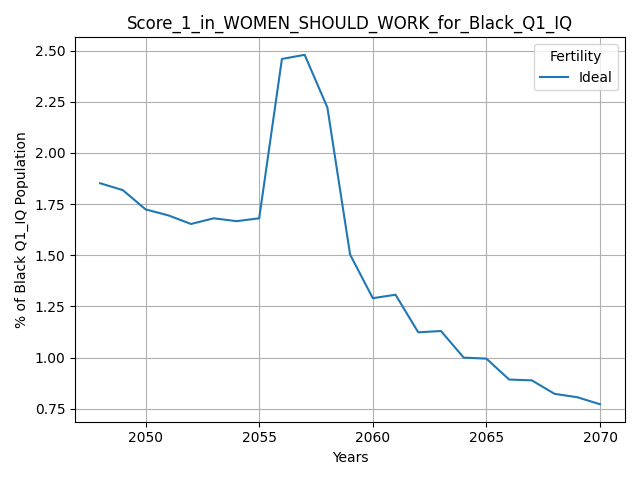 Score_1_in_WOMEN_SHOULD_WORK_for_Black_Q1_IQ
Fertility
Ideal
% of Black Q1_IQ Population
2.50
2.25
2.00
1.75
1.50
1.25
1.00
0.75
2050 2055 2060 2065 2070
Years